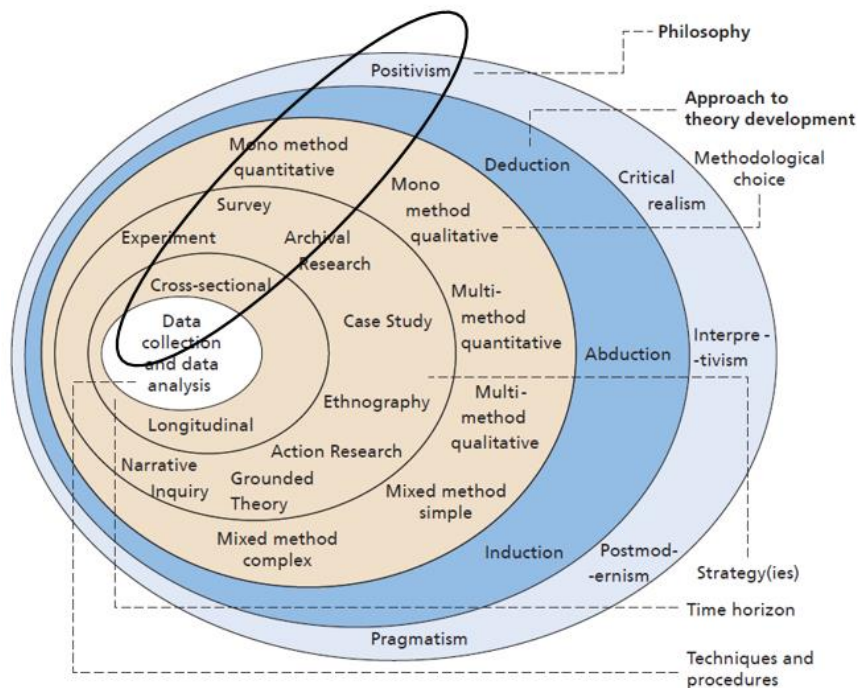 Philosophy
Positivism
Approach to
theory development
Mono method
quantitative
Deduction
Methodological
choice
Critical
realism
Mono
method
qualitative
Survey
Experiment
Archival
Research
Cross-sectional
Multi-
method
quantitative
Case Study
Data
collection
and data
analysis
Abduction
Interpre -
-tivism
Ethnography
Multi-
method
qualitative
Longitudinal
Action Research
Narrative
Inquiry
Grounded
Theory
Mixed method
simple
Mixed method
complex
Induction
Postmod-
-ernism
Strategy(ies)
Time horizon
Pragmatism
Techniques and
procedures